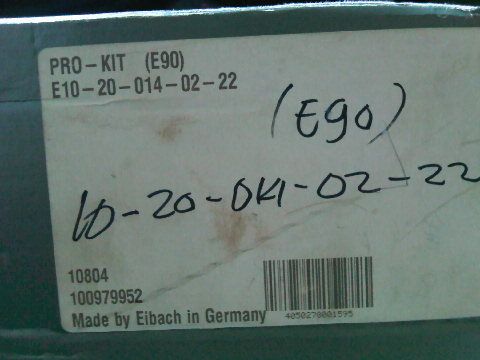 PRO-KIT (E90)
E10-20-014-02-22
(E90)
10-20-014-02-22
10804
100979952
Made by Eibach in Germany
4050270001595